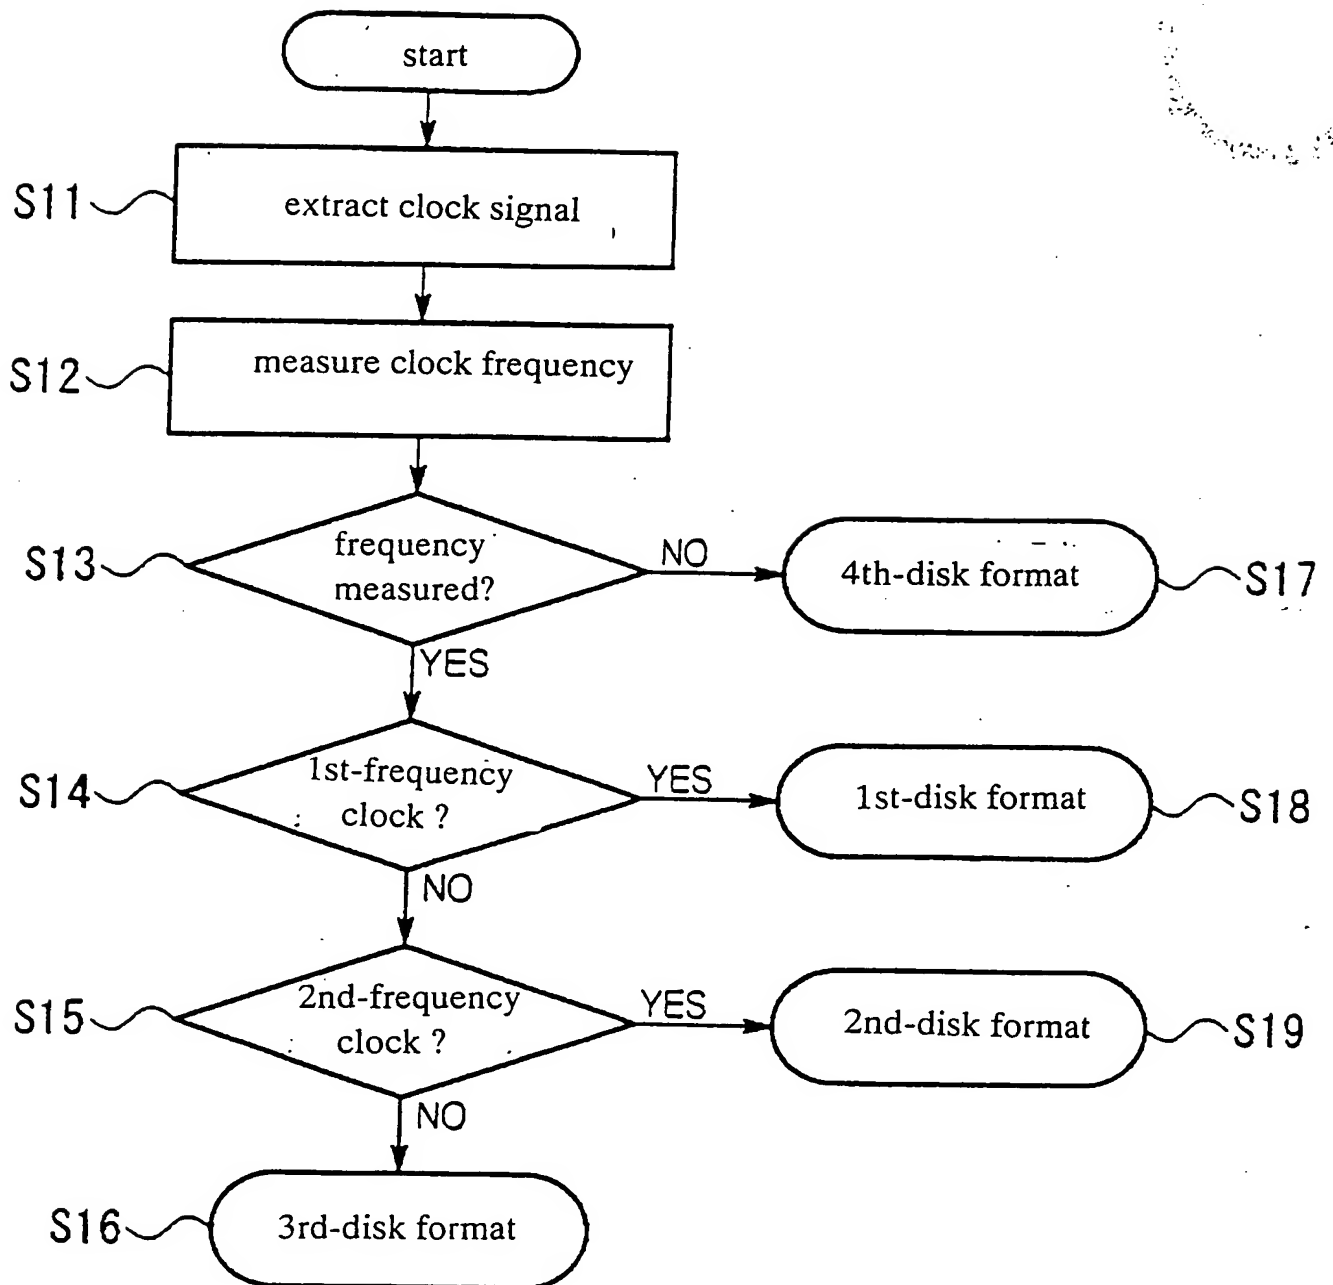 start
S11
extract clock signal
S12
measure clock frequency
S13
frequency
measured?
NO
4th-disk format
S17
YES
S14
1st-frequency
clock ?
YES
1st-disk format
S18
NO
S15
2nd-frequency
clock ?
YES
2nd-disk format
S19
NO
S16
3rd-disk format